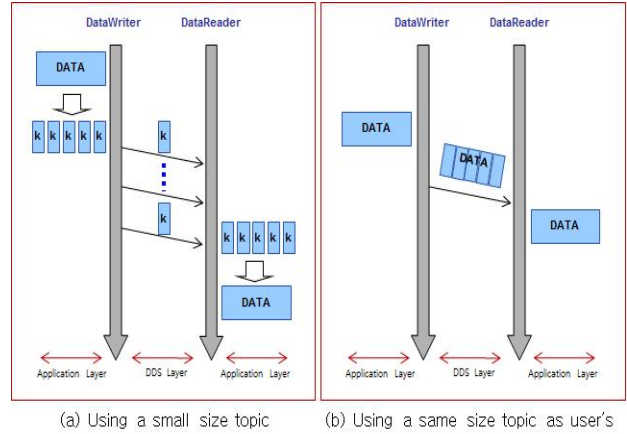 DataWriter DataReader
DATA
k k k k k
k
k
k k k k k
DATA
Application Layer DDS Layer Application Layer
(a) Using a small size topic
DataWriter DataReader
DATA
DATA
DATA
Application Layer DDS Layer Application Layer
(b) Using a same size topic as user's